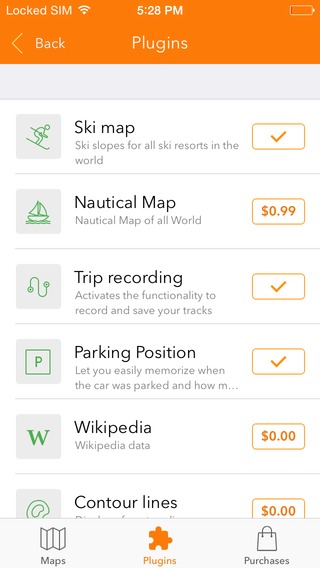 Locked SIM 5:28 PM
Back Plugins
Ski map
Ski slopes for all ski resorts in the
world
Nautical Map
Nautical Map of all World
$0.99
Trip recording
Activates the functionality to
record and save your tracks
P
Parking Position
Let you easily memorize when
the car was parked and how m...
W
Wikipedia
Wikipedia data
$0.00
Contour lines
$0.00
Maps Plugins Purchases